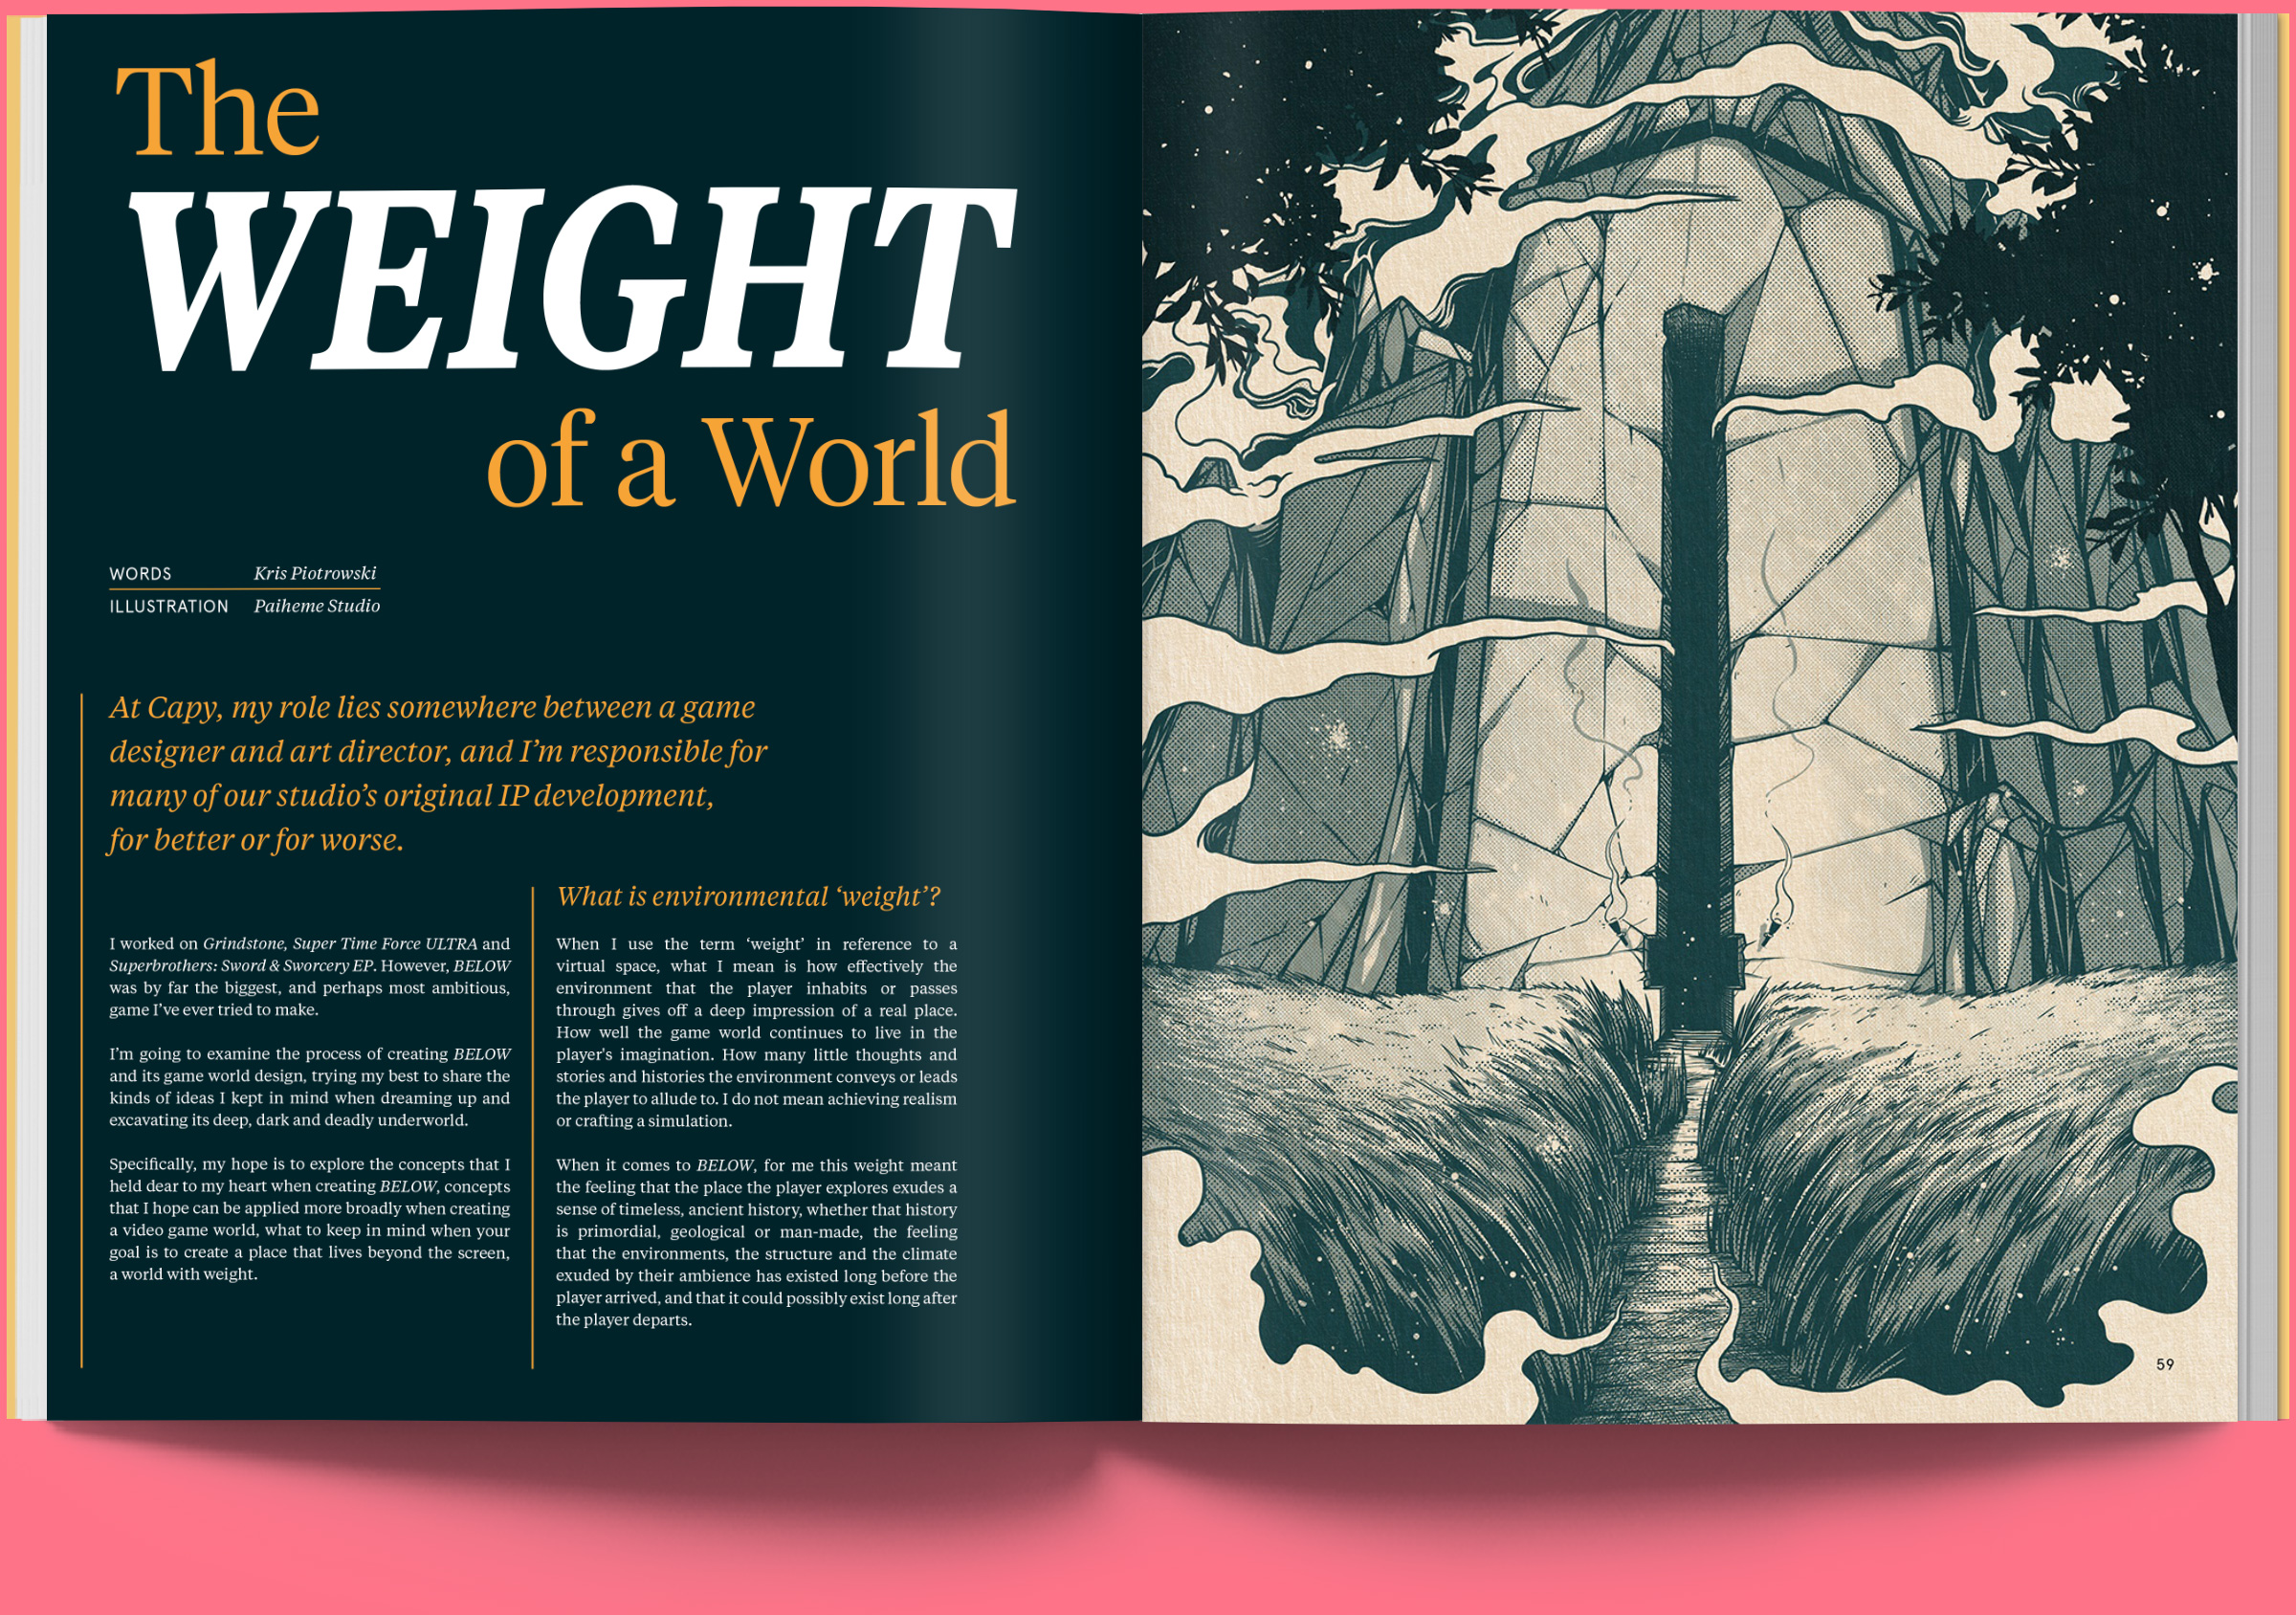 The
WEIGHT
of a World
WORDS Kris Piotrowski
ILLUSTRATION Paiheme Studio
At Capy, my role lies somewhere between a game
designer and art director, and I’m responsible for
many of our studio’s original IP development,
for better or for worse.
I worked on Grindstone, Super Time Force ULTRA and
Superbrothers: Sword & Sworcery EP. However, BELOW
was by far the biggest, and perhaps most ambitious,
game I’ve ever tried to make.
I’m going to examine the process of creating BELOW
and its game world design, trying my best to share the
kinds of ideas I kept in mind when dreaming up and
excavating its deep, dark and deadly underworld.
Specifically, my hope is to explore the concepts that I
held dear to my heart when creating BELOW, concepts
that I hope can be applied more broadly when creating
a video game world, what to keep in mind when your
goal is to create a place that lives beyond the screen,
a world with weight.
What is environmental ‘weight’?
When I use the term ‘weight’ in reference to a
virtual space, what I mean is how effectively the
environment that the player inhabits or passes
through gives off a deep impression of a real place.
How well the game world continues to live in the
player's imagination. How many little thoughts and
stories and histories the environment conveys or leads
the player to allude to. I do not mean achieving realism
or crafting a simulation.
When it comes to BELOW, for me this weight meant
the feeling that the place the player explores exudes a
sense of timeless, ancient history, whether that history
is primordial, geological or man-made, the feeling
that the environments, the structure and the climate
exuded by their ambience has existed long before the
player arrived, and that it could possibly exist long after
the player departs.
59